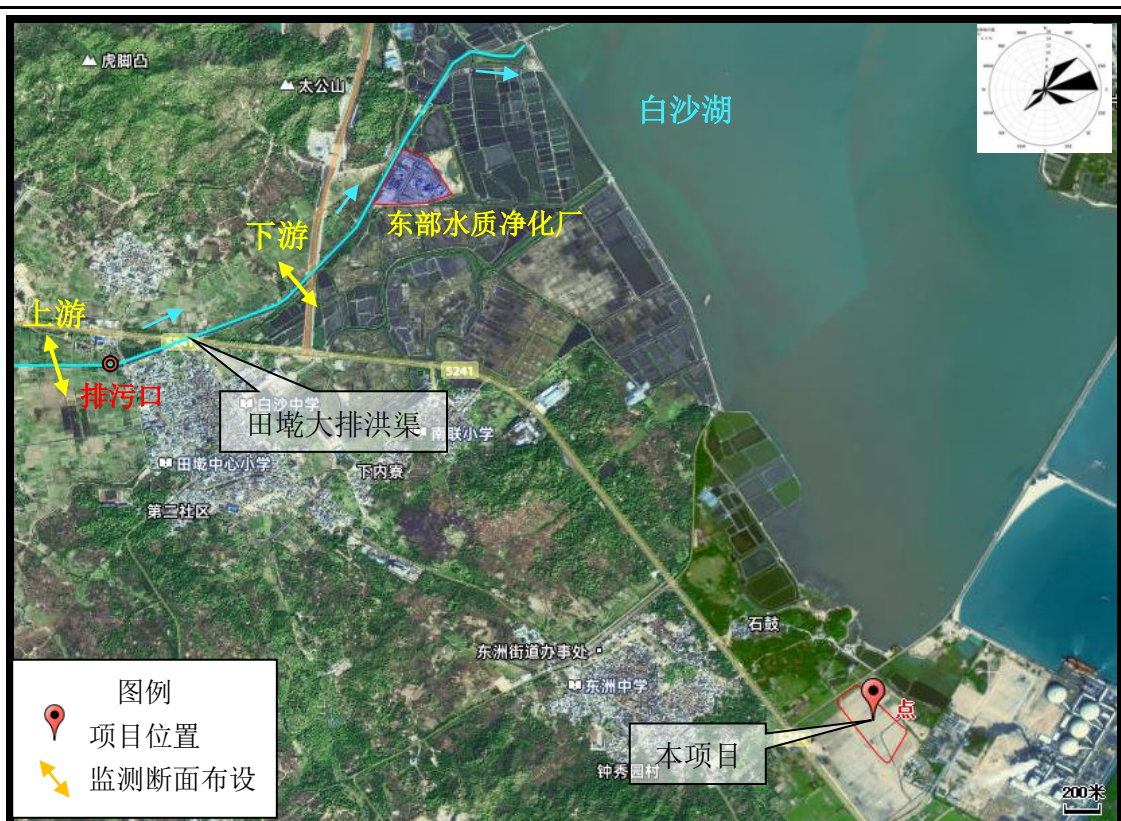 虎脚凸
太公山
白沙湖
东部水质净化厂
下游
上游
排污口
S241
白沙中学
田墘大排洪渠
南联小学
田墘中心小学
下内寮
第二社区
石鼓
东洲街道办事处
东洲中学
点
本项目
钟秀园村
200米
图例
项目位置
监测断面布设